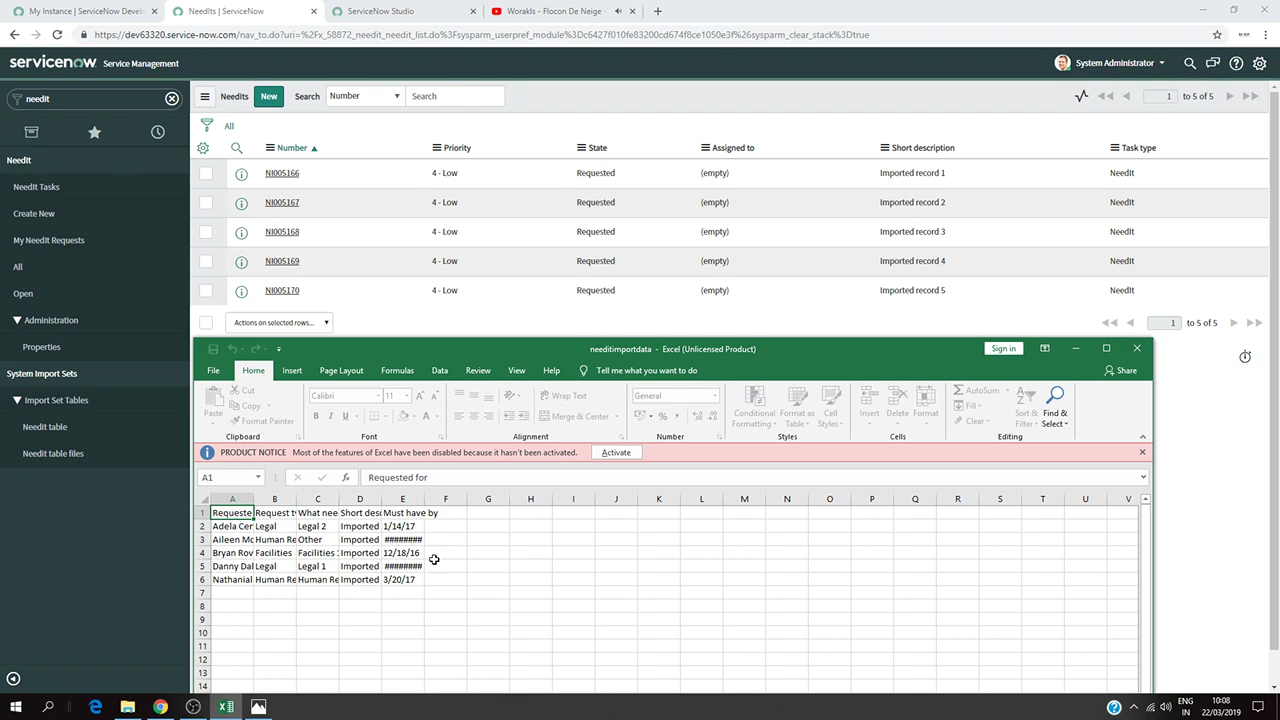 My Instance | ServiceNow Develo
NeedIts | ServiceNow
ServiceNow Studio
Worakls - Flocon De Neige -
https://dev63320.service-now.com/nav_to.do?uri=%2Fx_58872_needit_needit_list.do%3Fsysparm_userpref_module%3Dc6427f010fe83200cd674f8ce1050e3f%26sysparm_clear_stack%3Dtrue
servicenow Service Management
System Administrator
needit
NeedIts New Search Number Search
1 to 5 of 5
All
Number Priority State Assigned to Short description Task type
NI005166 4 - Low Requested (empty) Imported record 1 NeedIt
NI005167 4 - Low Requested (empty) Imported record 2 NeedIt
NI005168 4 - Low Requested (empty) Imported record 3 NeedIt
NI005169 4 - Low Requested (empty) Imported record 4 NeedIt
NI005170 4 - Low Requested (empty) Imported record 5 NeedIt
Actions on selected rows...
1 to 5 of 5
NeedIt
NeedIt Tasks
Create New
My NeedIt Requests
All
Open
Administration
Properties
System Import Sets
Import Set Tables
Needit table
Needit table files
needitimportdata - Excel (Unlicensed Product)
Sign in
File Home Insert Page Layout Formulas Data Review View Help Tell me what you want to do
Share
Paste
Cut
Copy
Format Painter
Clipboard
Calibri 11
B I U
Font
Wrap Text
Merge & Center
Alignment
General
Number
Conditional Formatting
Format as Table
Cell Styles
Styles
Insert Delete Format
Cells
AutoSum
Fill
Clear
Sort & Filter
Find & Select
Editing
PRODUCT NOTICE Most of the features of Excel have been disabled because it hasn't been activated. Activate
A1 fx Requested for
A B C D E F G H I J K L M N O P Q R S T U V
1 Requeste Request ty What nee Short desc Must have by
2 Adela Cer Legal Legal 2 Imported 1/14/17
3 Aileen Mc Human Re Other Imported ########
4 Bryan Rov Facilities Facilities Imported 12/18/16
5 Danny Dal Legal Legal 1 Imported ########
6 Nathanial Human Re Human Re Imported 3/20/17
7
8
9
10
11
12
13
14
ENG
IN
10:08
22/03/2019